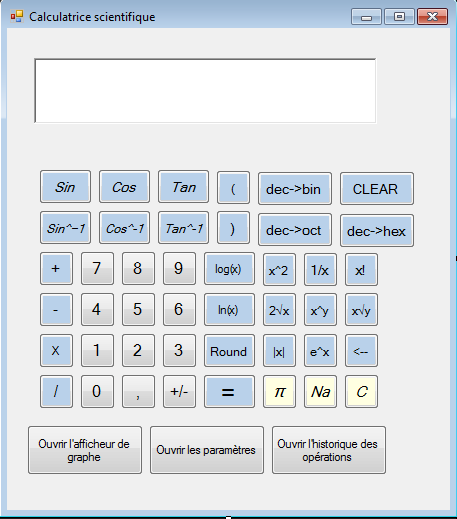 Calculatrice scientifique
Sin Cos Tan ( dec->bin CLEAR
Sin^-1 Cos^-1 Tan^-1 ) dec->oct dec->hex
+ 7 8 9 log(x) x^2 1/x x!
- 4 5 6 ln(x) 2√x x^y x√y
X 1 2 3 Round |x| e^x <--
/ 0 , +/- = π Na C
Ouvrir l'afficheur de graphe
Ouvrir les paramètres
Ouvrir l'historique des opérations